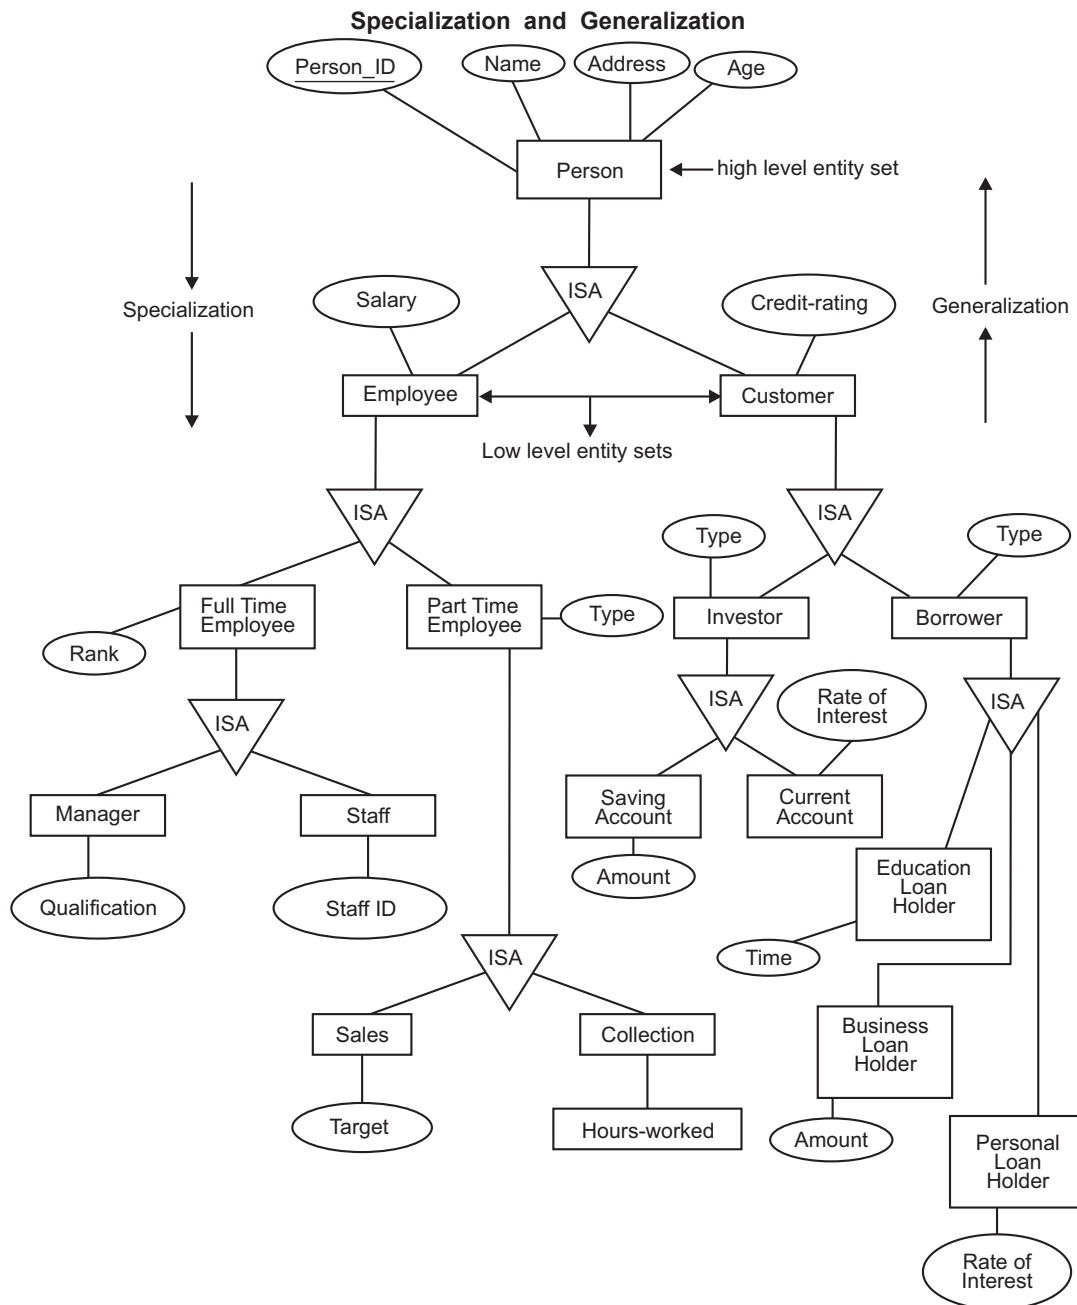 Specialization and Generalization
Person_ID
Name
Address
Age
Person
high level entity set
ISA
Specialization
Salary
Credit-rating
Generalization
Employee
Customer
Low level entity sets
ISA
ISA
Type
Type
Full Time
Employee
Part Time
Employee
Type
Investor
Borrower
Rank
ISA
ISA
Rate of
Interest
ISA
Manager
Staff
Saving
Account
Current
Account
Qualification
Staff ID
Amount
Education
Loan
Holder
ISA
Time
Sales
Collection
Business
Loan
Holder
Target
Hours-worked
Amount
Personal
Loan
Holder
Rate of
Interest